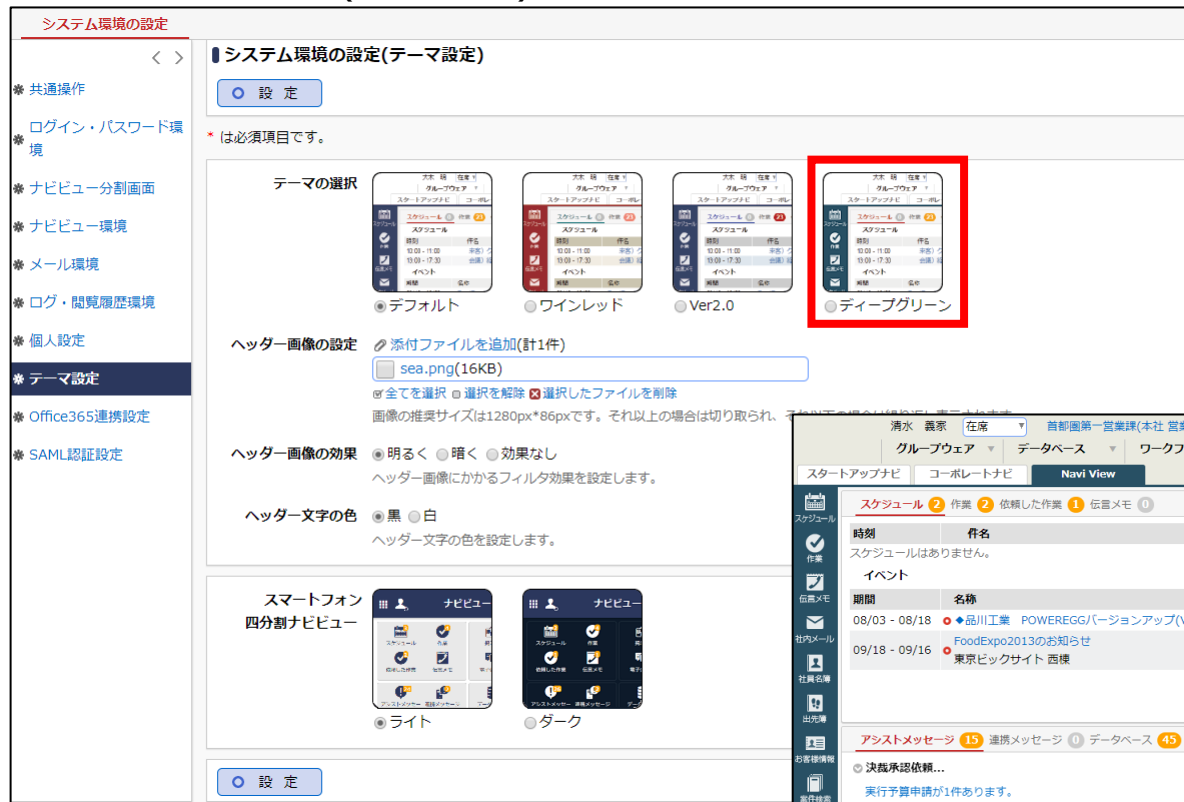 システム環境の設定
< >
共通操作
ログイン・パスワード環境
ナビビュー分割画面
ナビビュー環境
メール環境
ログ・閲覧履歴環境
個人設定
テーマ設定
Office365連携設定
SAML認証設定
システム環境の設定(テーマ設定)
設 定
* は必須項目です。
テーマの選択
デフォルト
ワインレッド
Ver2.0
ディープグリーン
ヘッダー画像の設定
添付ファイルを追加(計1件)
sea.png(16KB)
全てを選択 選択を解除 選択したファイルを削除
画像の推奨サイズは1280px*86pxです。それ以上の場合は切り取られ、
ヘッダー画像の効果
明るく 暗く 効果なし
ヘッダー画像にかかるフィルタ効果を設定します。
ヘッダー文字の色
黒 白
ヘッダー文字の色を設定します。
スマートフォン
四分割ナビビュー
ナビビュー
ナビビュー
ライト
ダーク
設 定
清水 義家 在席 首都圏第一営業課(本社 営業
グループウェア データベース ワークフ
スタートアップナビ コーポレートナビ Navi View
スケジュール
作業
伝言メモ
社内メール
社員名簿
出先簿
お客様情報
案件検索
スケジュール 2 作業 2 依頼した作業 1 伝言メモ 0
時刻 件名
スケジュールはありません。
イベント
期間 名称
08/03 - 08/18 ◆品川工業 POWEREGGバージョンアップ(V
09/18 - 09/16 FoodExpo2013のお知らせ
東京ビックサイト 西棟
アシストメッセージ 15 連携メッセージ 0 データベース 45
決裁承認依頼...
実行予算申請が1件あります。